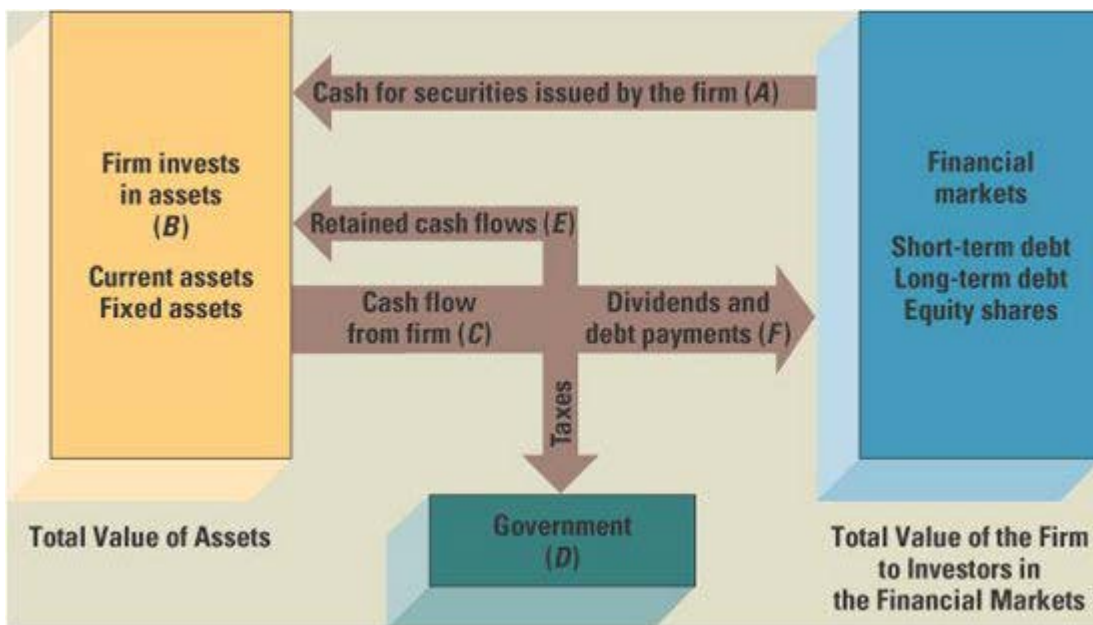 Cash for securities issued by the firm (A)
Firm invests
in assets
(B)
Current assets
Fixed assets
Financial
markets
Short-term debt
Long-term debt
Equity shares
Retained cash flows (E)
Cash flow
from firm (C)
Dividends and
debt payments (F)
Taxes
Government
(D)
Total Value of Assets
Total Value of the Firm
to Investors in
the Financial Markets